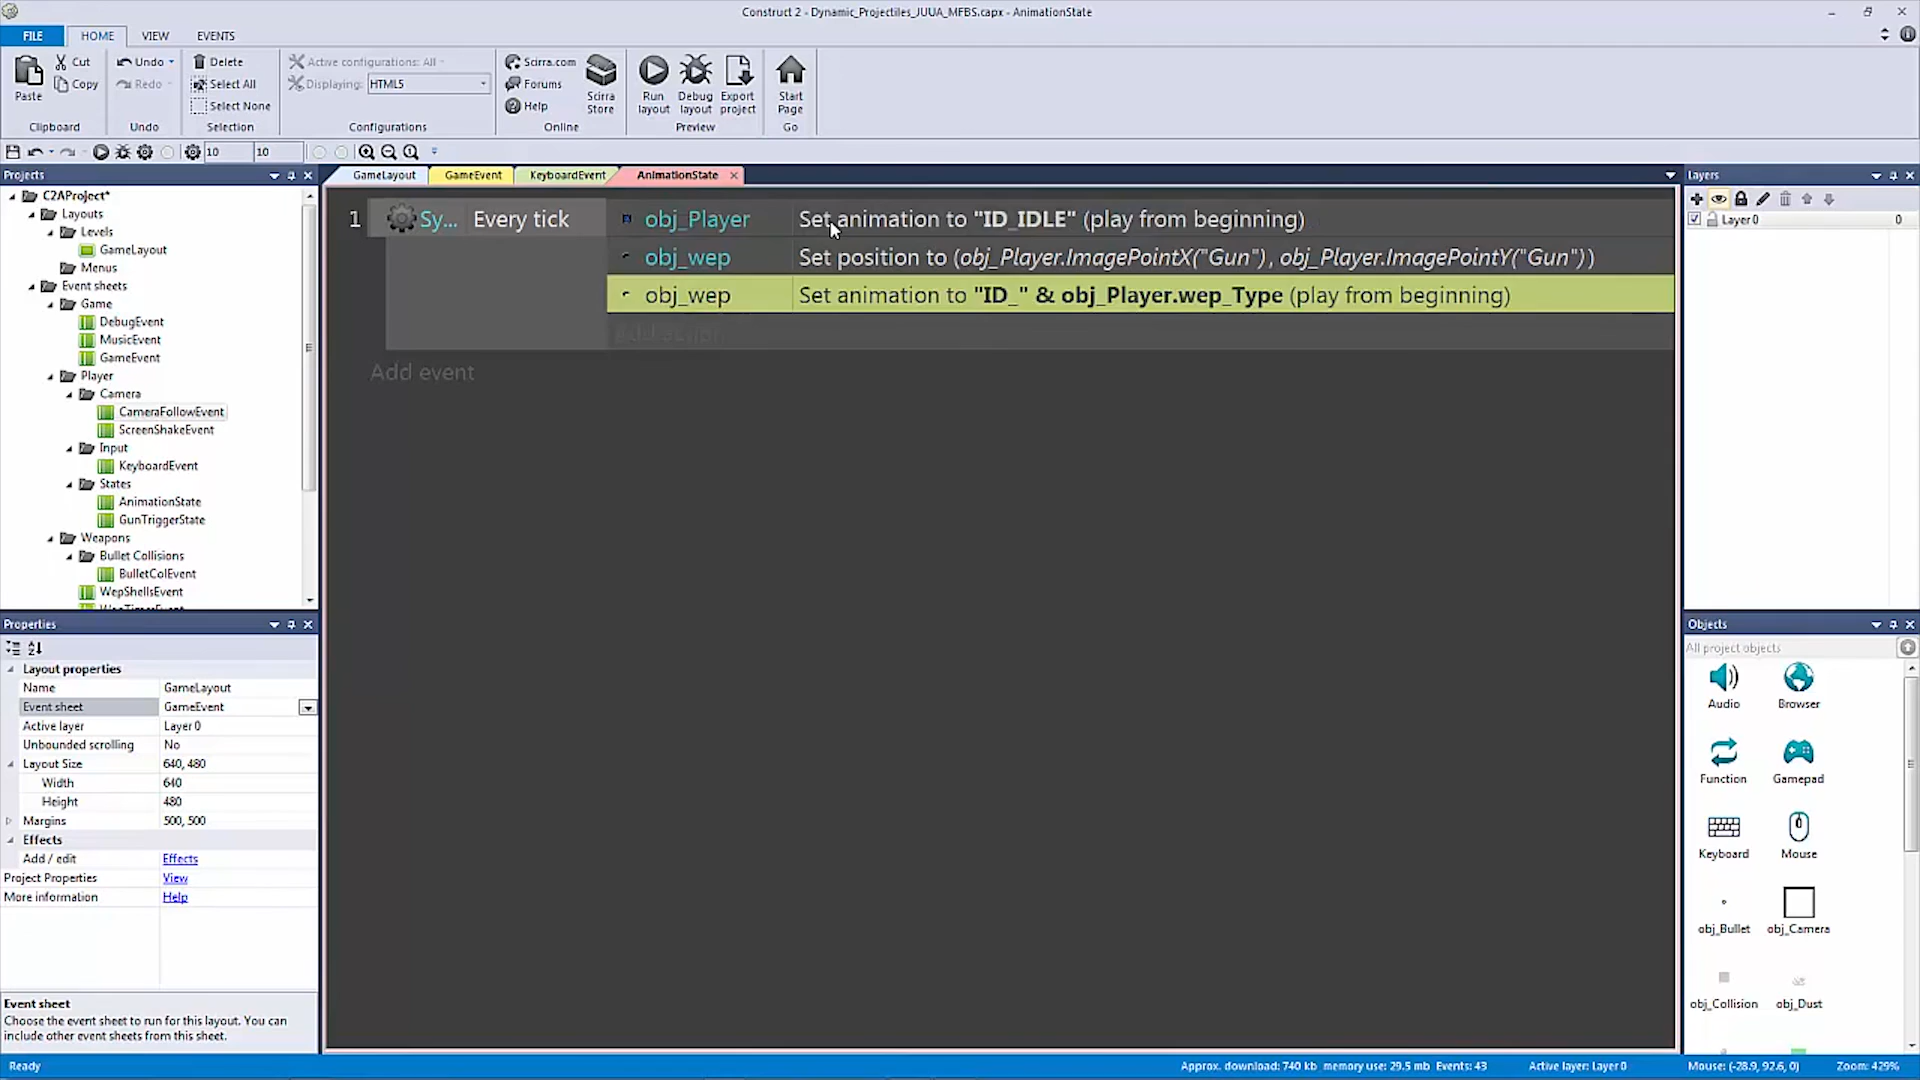 Construct 2 - Dynamic_Projectiles_JUUA_MFBS.capx - AnimationState
FILE HOME VIEW EVENTS
Paste
Cut
Copy
Clipboard
Undo
Redo
Undo
Delete
Select All
Select None
Selection
Active configurations: All
Displaying: HTML5
Configurations
Scirra.com
Forums
Help
Scirra Store
Online
Run layout
Debug layout
Export project
Preview
Start Page
Go
10 10
Projects
C2AProject*
Layouts
Levels
GameLayout
Menus
Event sheets
Game
DebugEvent
MusicEvent
GameEvent
Player
Camera
CameraFollowEvent
ScreenShakeEvent
Input
KeyboardEvent
States
AnimationState
GunTriggerState
Weapons
Bullet Collisions
BulletColEvent
WepShellsEvent
Properties
Layout properties
Name GameLayout
Event sheet GameEvent
Active layer Layer 0
Unbounded scrolling No
Layout Size 640, 480
Width 640
Height 480
Margins 500, 500
Effects
Add / edit Effects
Project Properties View
More information Help
Event sheet
Choose the event sheet to run for this layout. You can
include other event sheets from this sheet.
GameLayout GameEvent KeyboardEvent AnimationState
1 Sy... Every tick obj_Player Set animation to "ID_IDLE" (play from beginning)
obj_wep Set position to (obj_Player.ImagePointX("Gun"), obj_Player.ImagePointY("Gun"))
obj_wep Set animation to "ID_" & obj_Player.wep_Type (play from beginning)
Add action
Add event
Layers
Layer 0 0
Objects
All project objects
Audio Browser
Function Gamepad
Keyboard Mouse
obj_Bullet obj_Camera
obj_Collision obj_Dust
Ready
Approx. download: 740 kb memory use: 29.5 mb Events: 43 Active layer: Layer 0 Mouse: (-28.9, 92.6, 0) Zoom: 429%